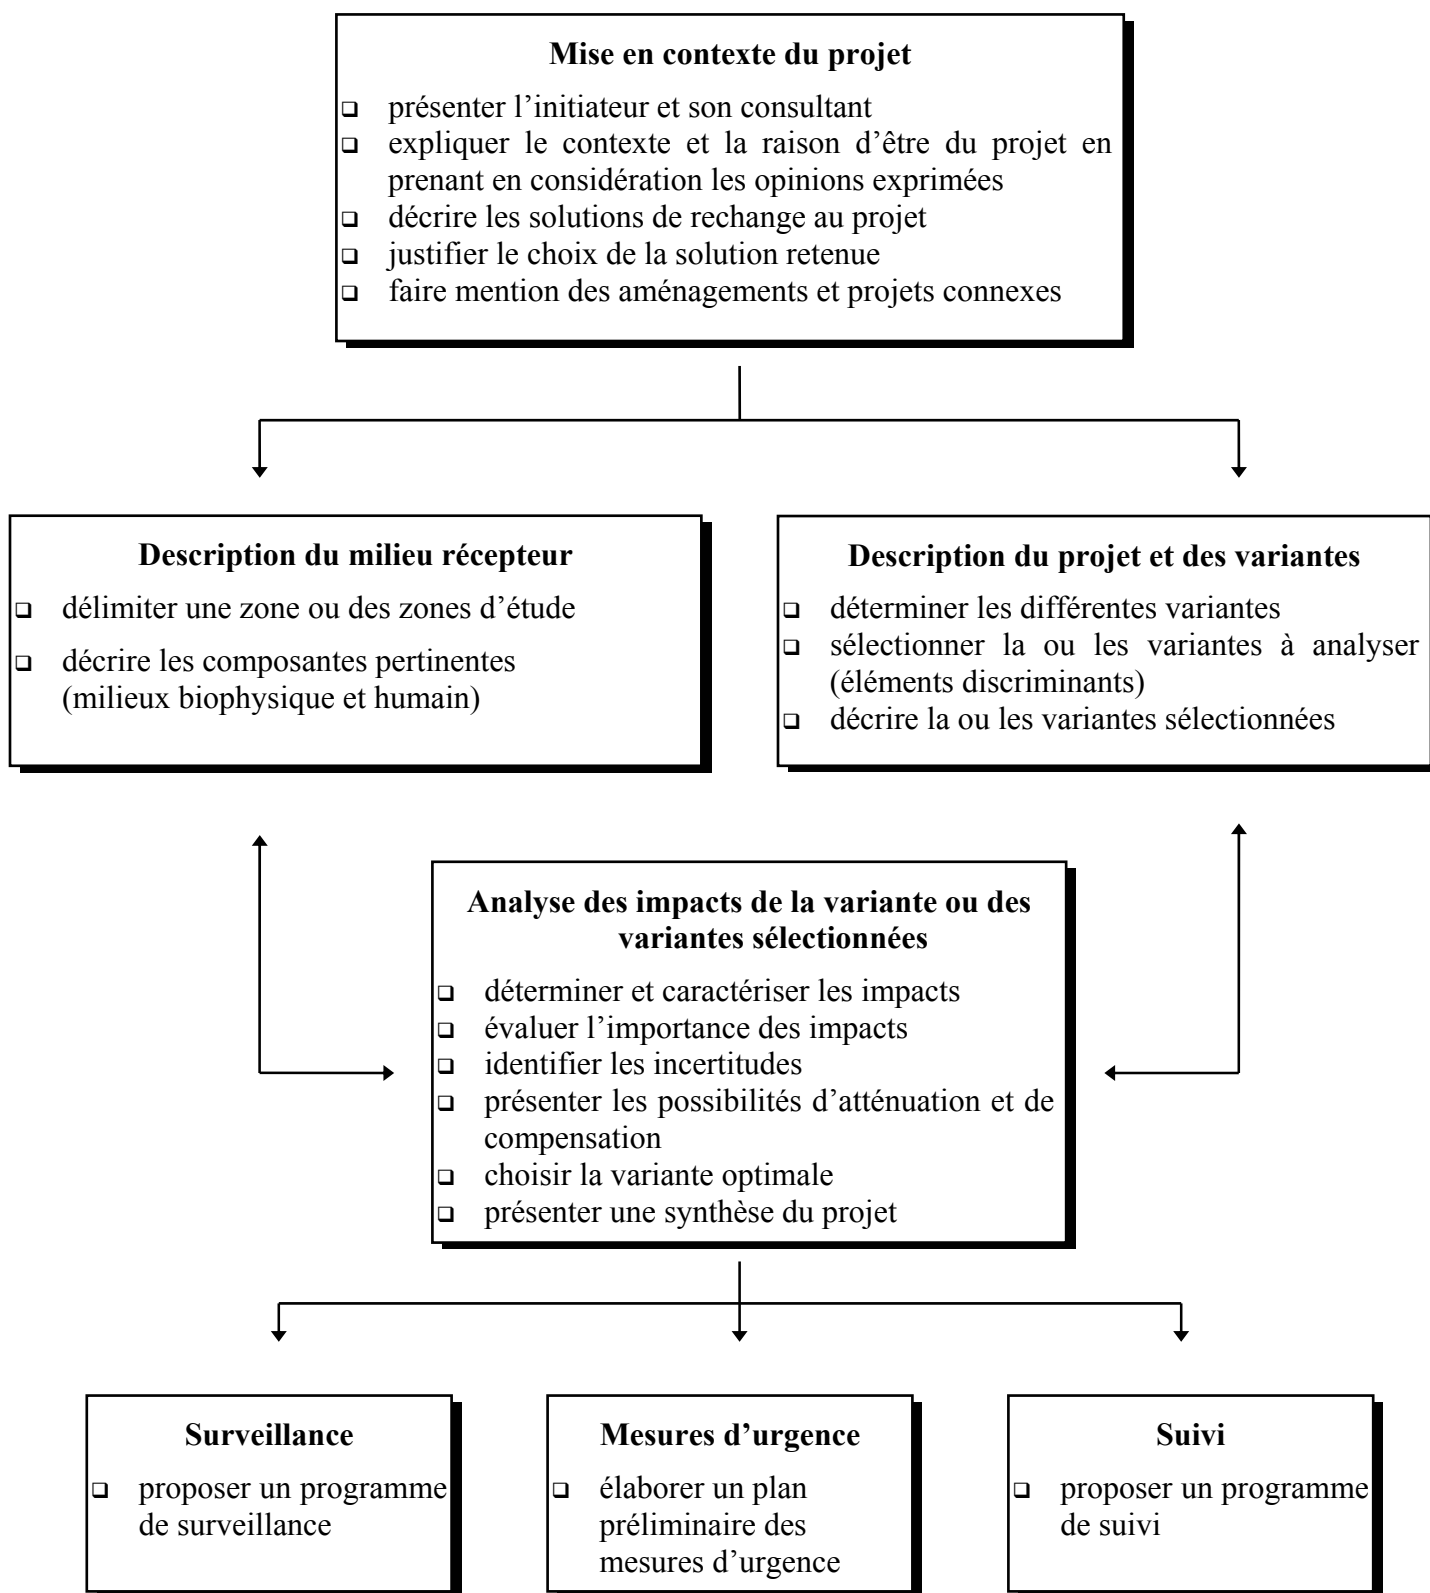 Mise en contexte du projet
❑ présenter l’initiateur et son consultant
❑ expliquer le contexte et la raison d’être du projet en
prenant en considération les opinions exprimées
❑ décrire les solutions de rechange au projet
❑ justifier le choix de la solution retenue
❑ faire mention des aménagements et projets connexes
Description du milieu récepteur
❑ délimiter une zone ou des zones d’étude
❑ décrire les composantes pertinentes
(milieux biophysique et humain)
Description du projet et des variantes
❑ déterminer les différentes variantes
❑ sélectionner la ou les variantes à analyser
(éléments discriminants)
❑ décrire la ou les variantes sélectionnées
Analyse des impacts de la variante ou des
variantes sélectionnées
❑ déterminer et caractériser les impacts
❑ évaluer l’importance des impacts
❑ identifier les incertitudes
❑ présenter les possibilités d’atténuation et de
compensation
❑ choisir la variante optimale
❑ présenter une synthèse du projet
Surveillance
❑ proposer un programme
de surveillance
Mesures d’urgence
❑ élaborer un plan
préliminaire des
mesures d’urgence
Suivi
❑ proposer un programme
de suivi